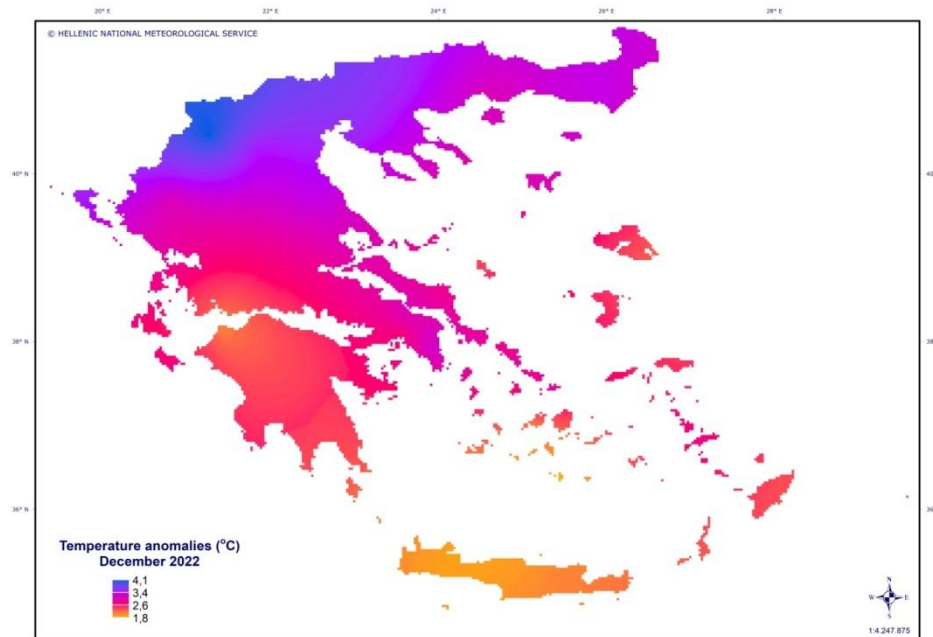 20° E 22° E 24° E 26° E 28° E
© HELLENIC NATIONAL METEOROLOGICAL SERVICE
40° N
38° N
36° N
Temperature anomalies (°C)
December 2022
4,1
3,4
2,6
1,8
N
W E
S
1:4.247.875